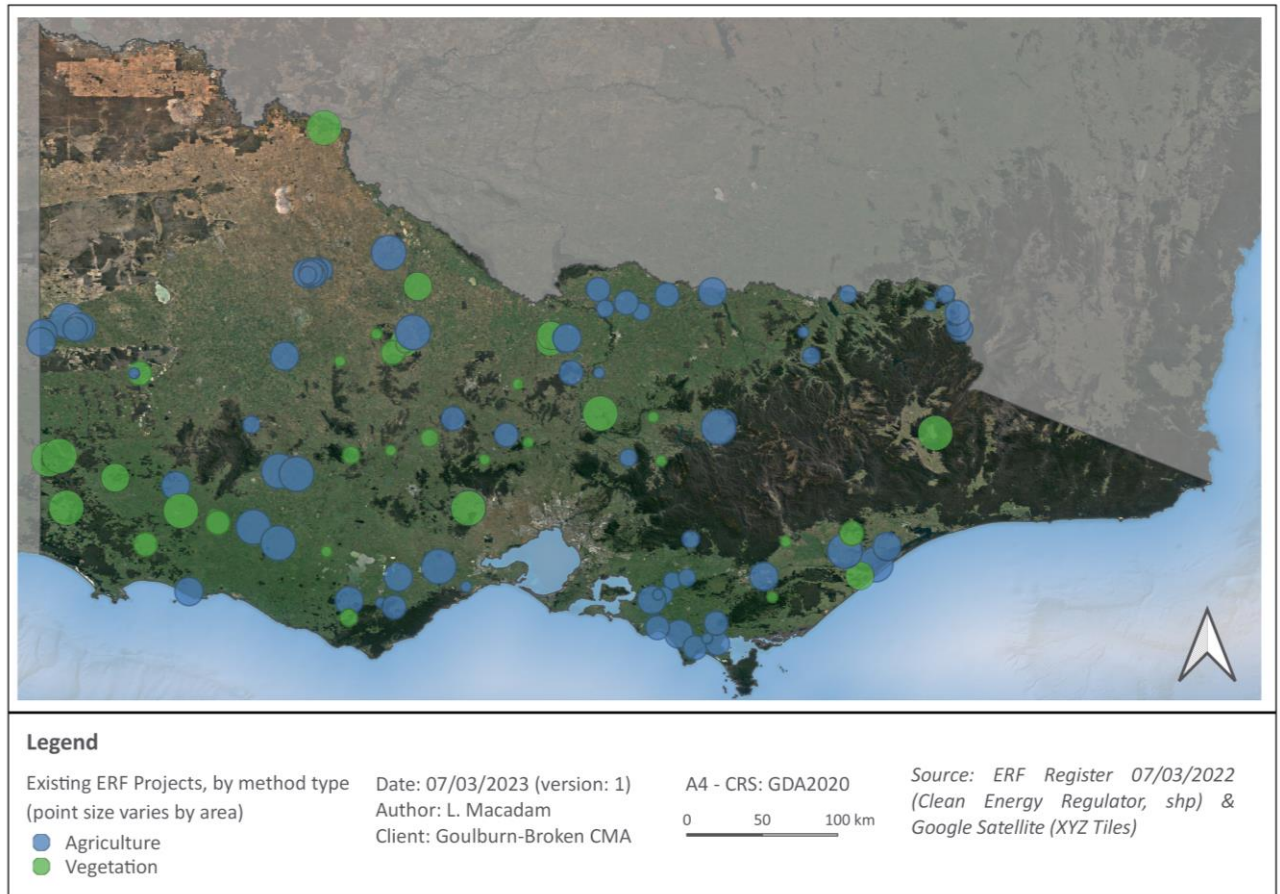 Legend
Existing ERF Projects, by method type
(point size varies by area)
Agriculture
Vegetation
Date: 07/03/2023 (version: 1)
Author: L. Macadam
Client: Goulburn-Broken CMA
A4 - CRS: GDA2020
0 50 100 km
Source: ERF Register 07/03/2022
(Clean Energy Regulator, shp) &
Google Satellite (XYZ Tiles)